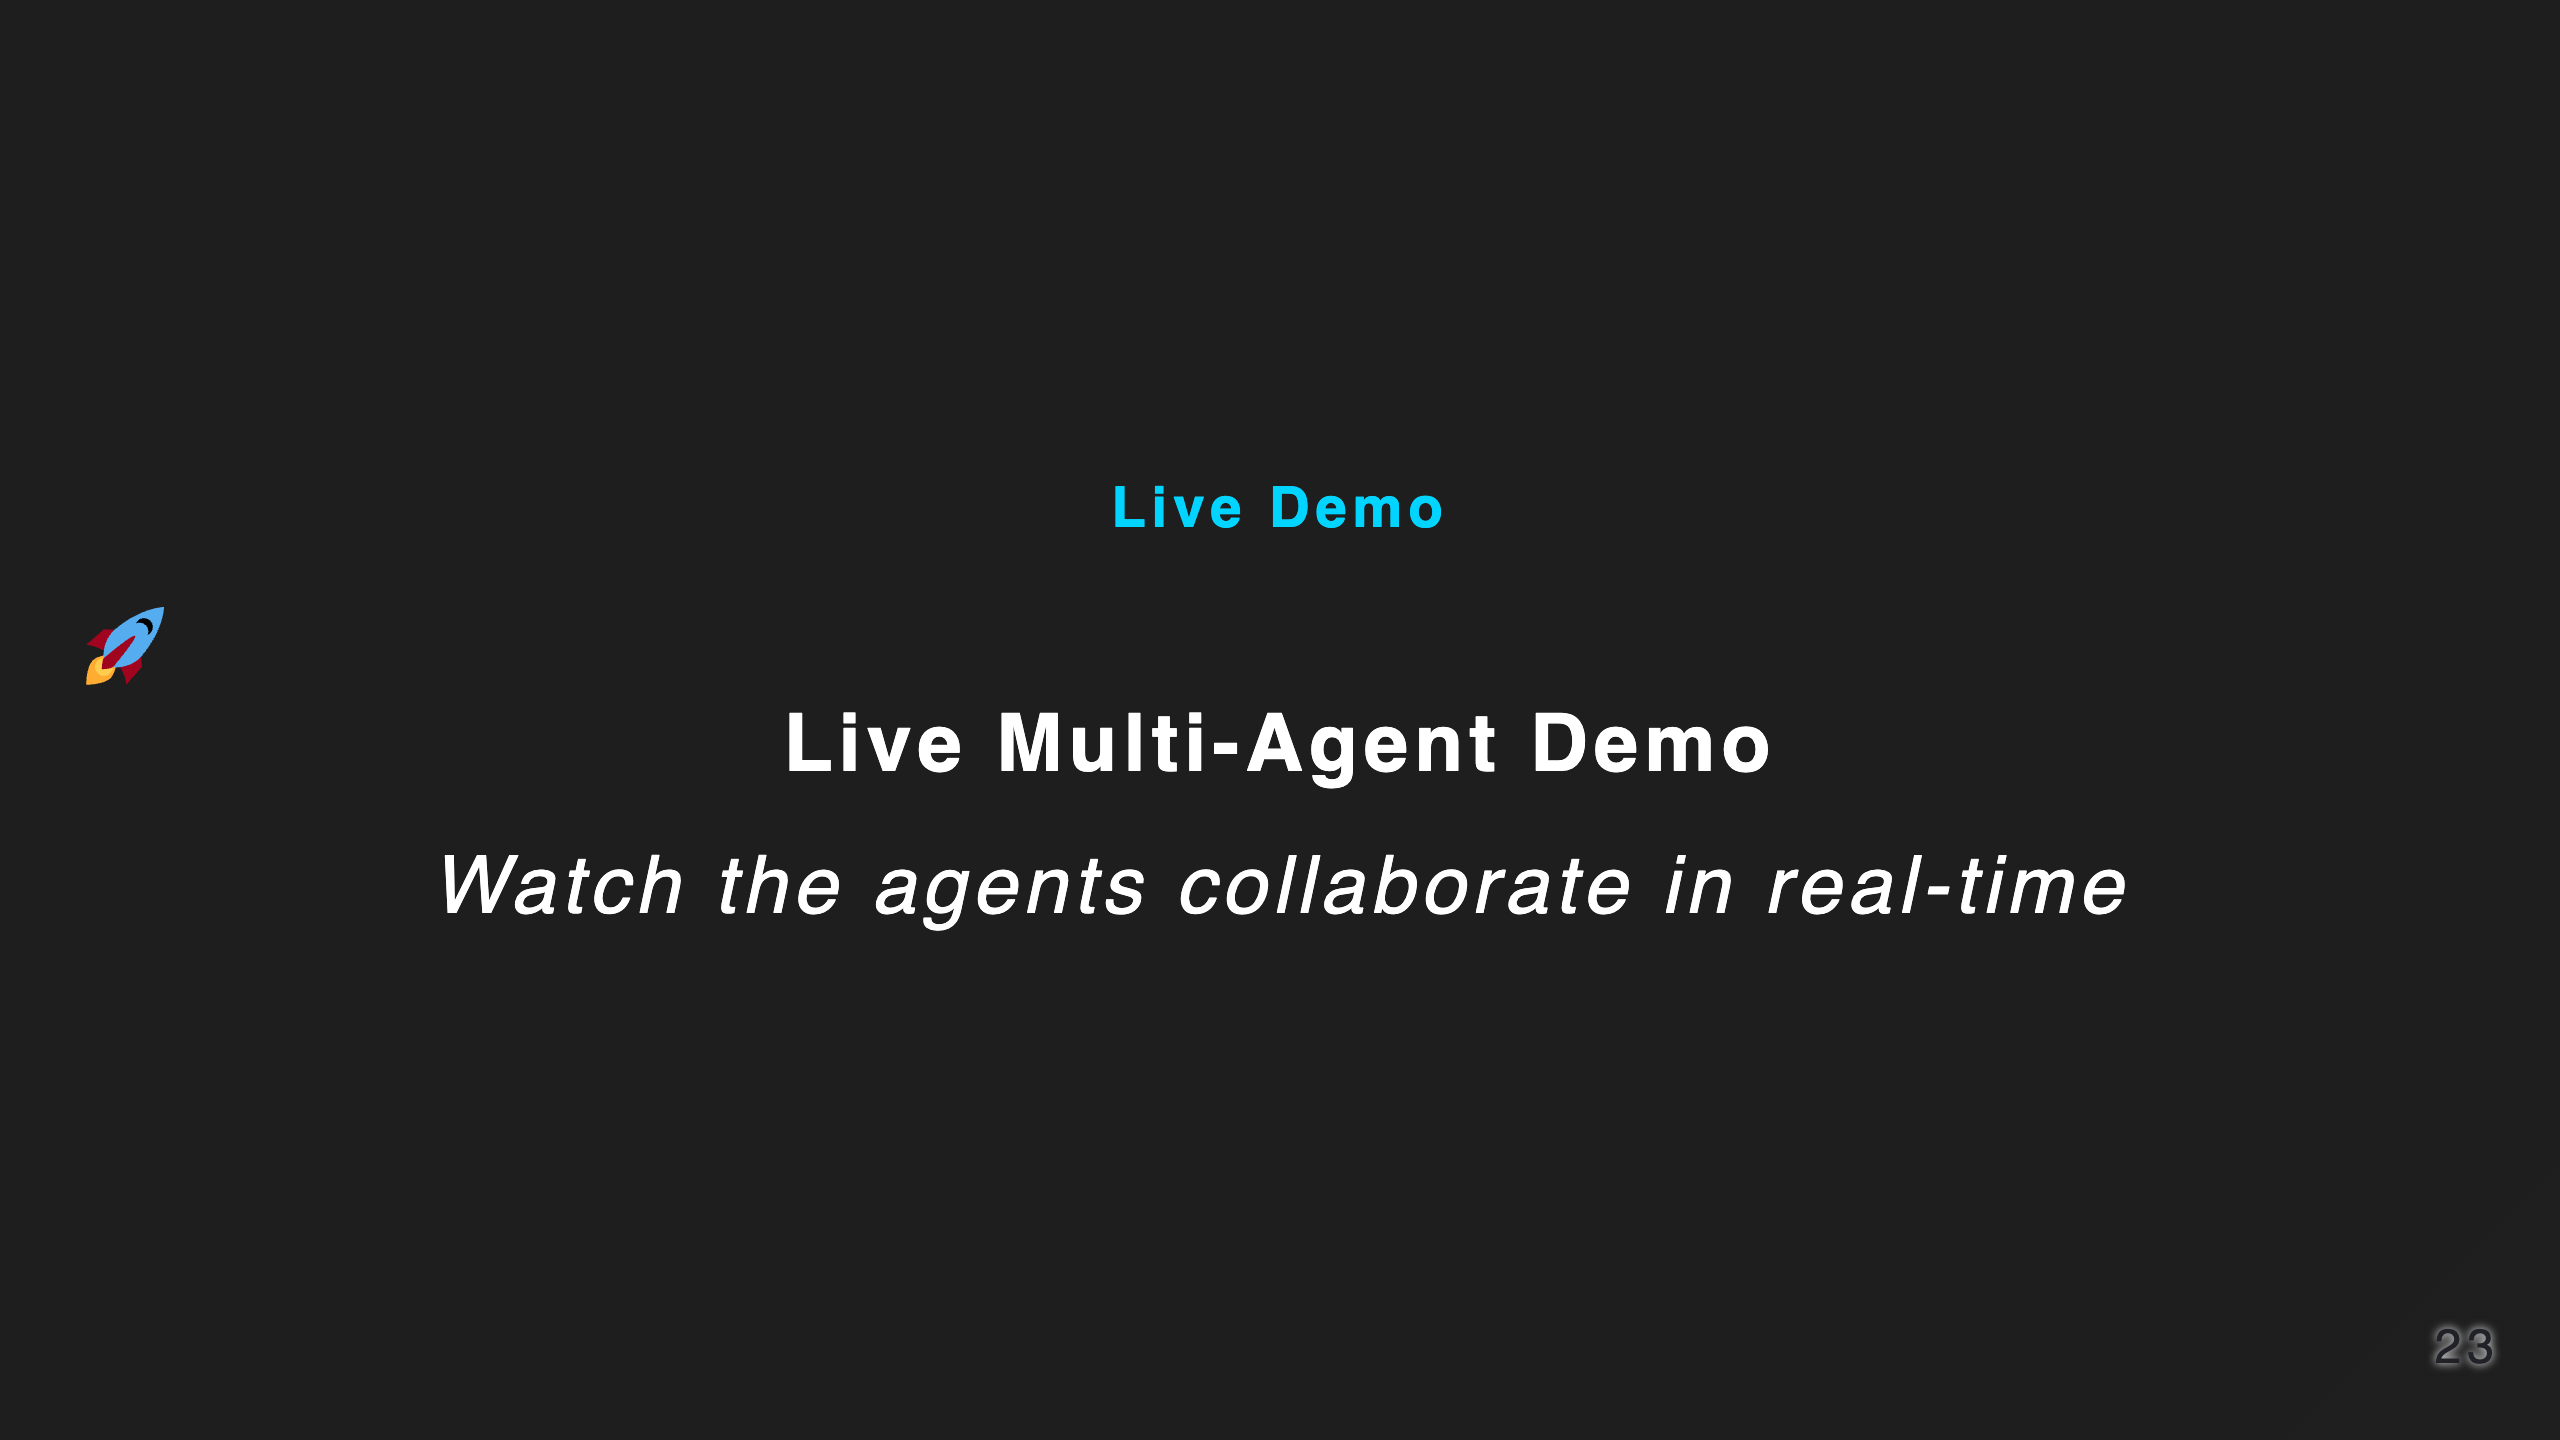 Live Demo
Live Multi-Agent Demo
Watch the agents collaborate in real-time
23